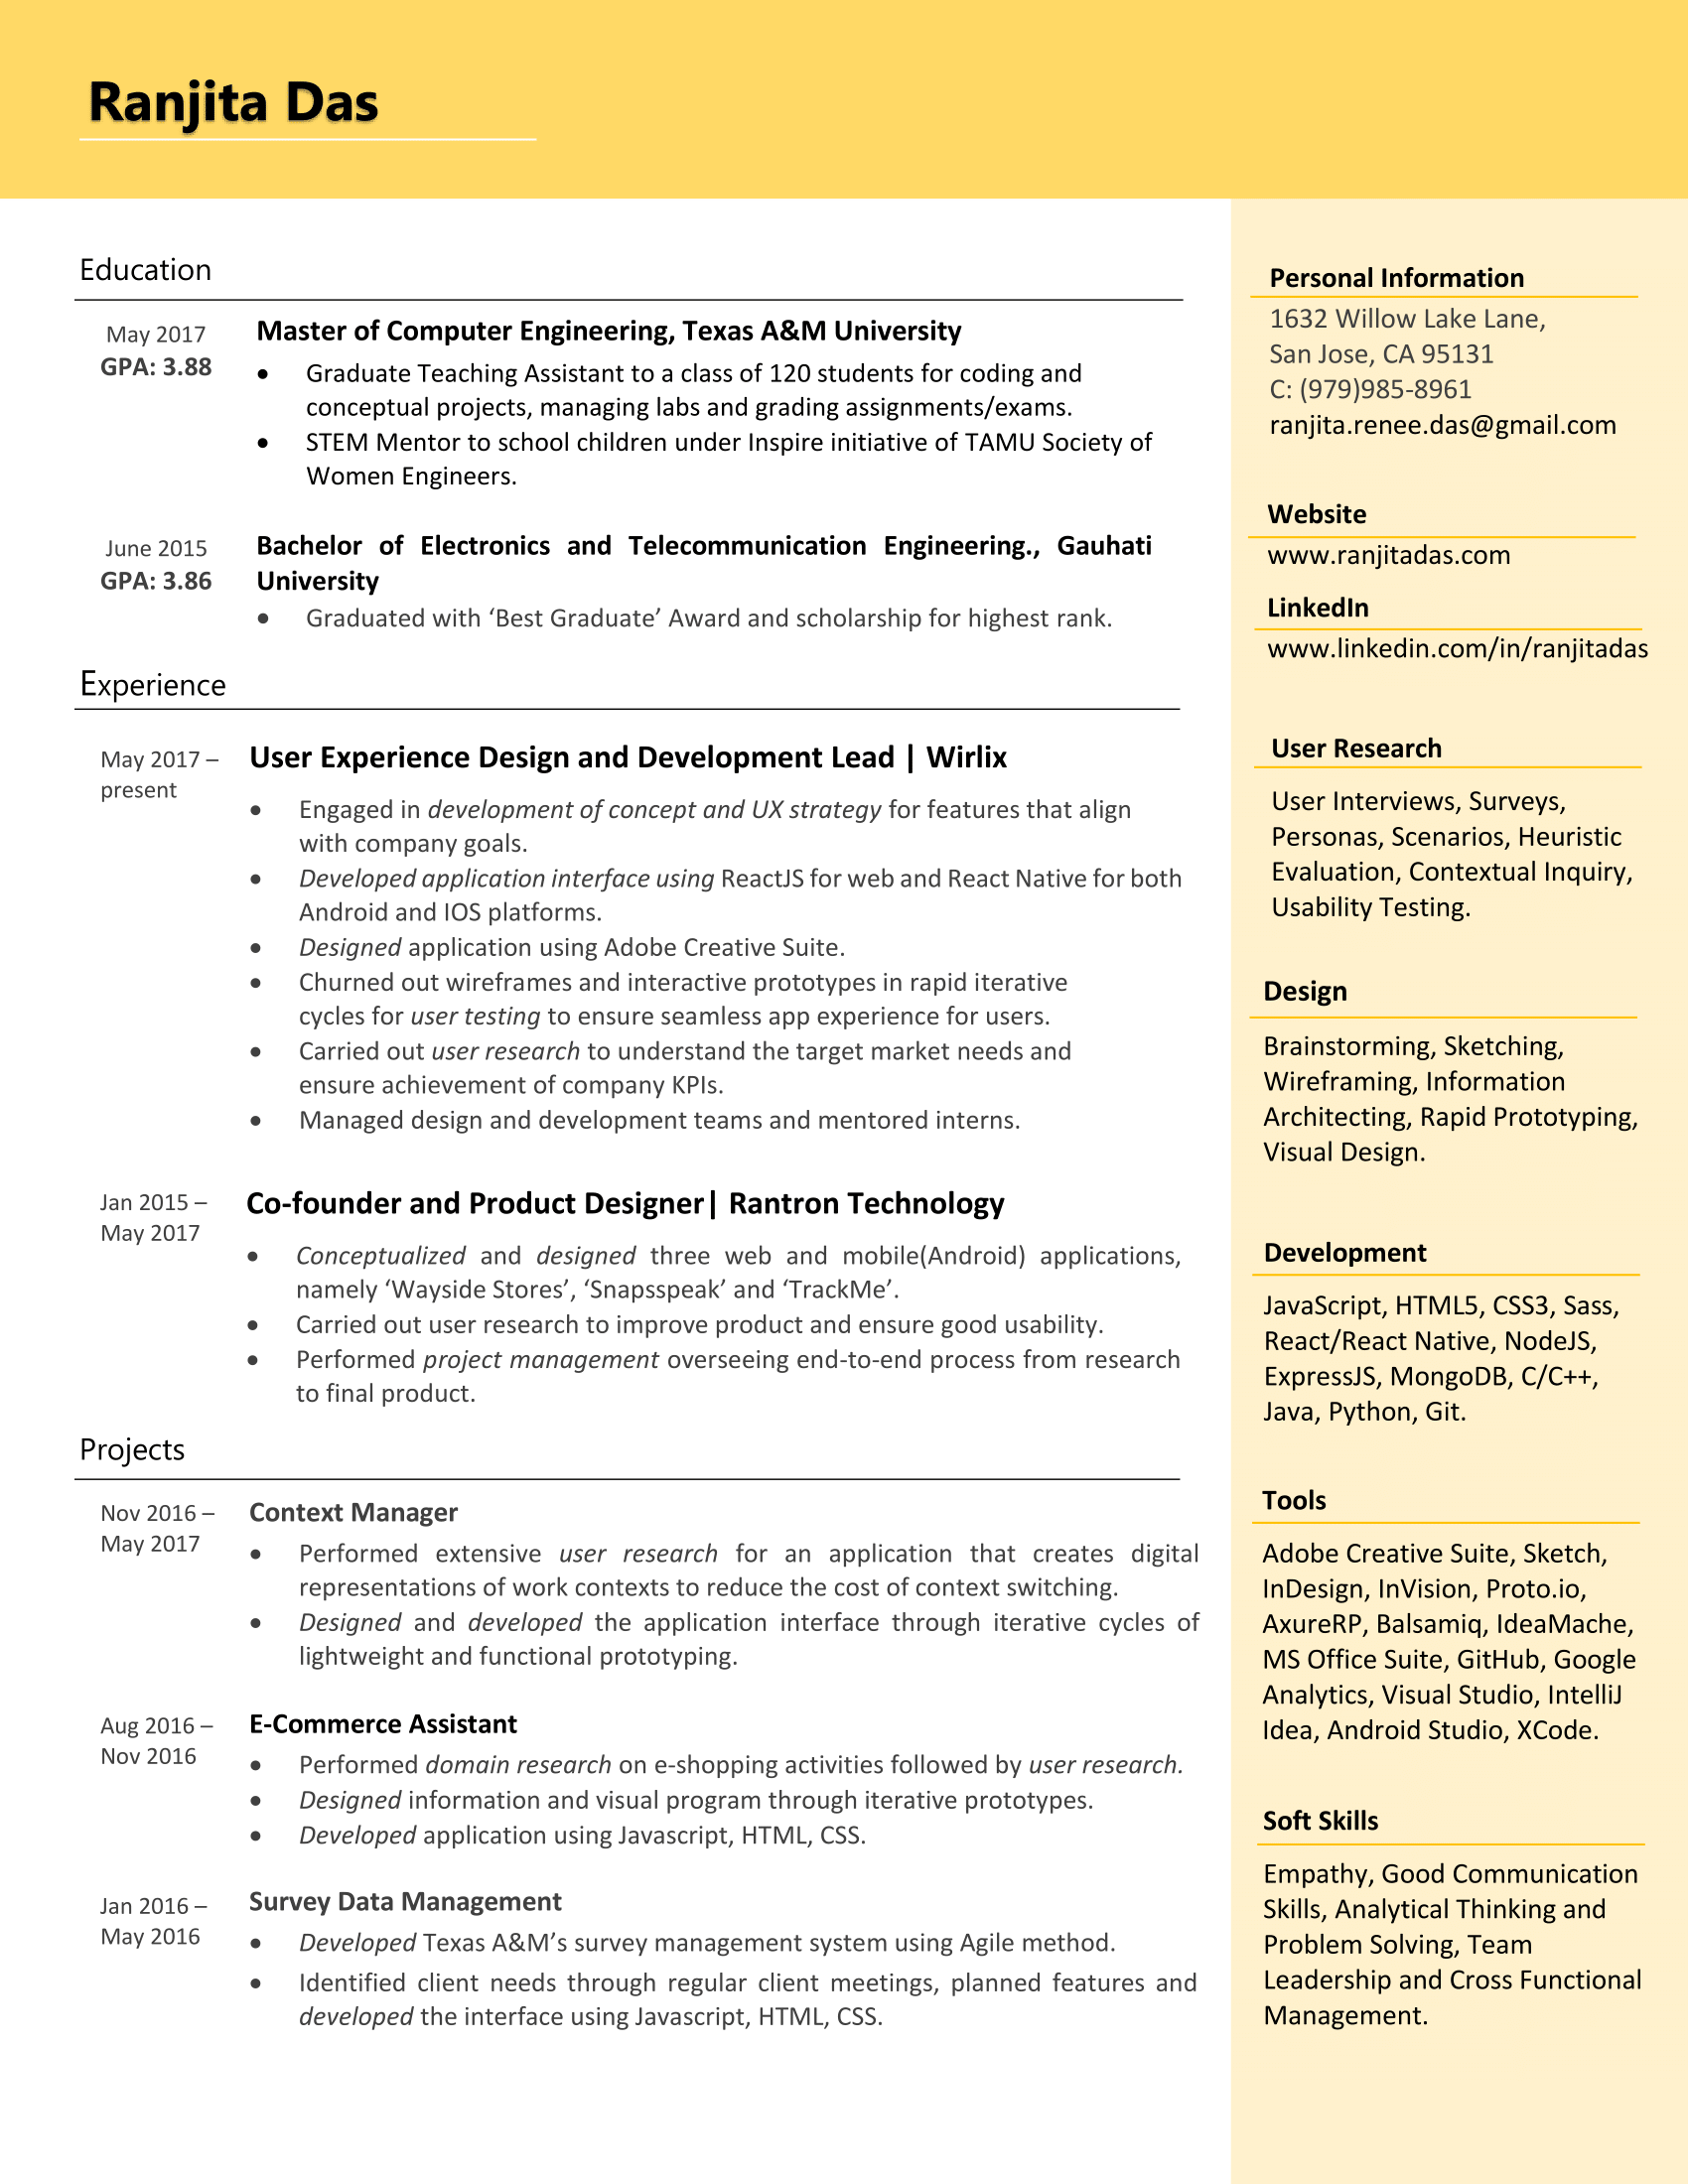 Ranjita Das
Education
May 2017
GPA: 3.88
Master of Computer Engineering, Texas A&M University
• Graduate Teaching Assistant to a class of 120 students for coding and
conceptual projects, managing labs and grading assignments/exams.
• STEM Mentor to school children under Inspire initiative of TAMU Society of
Women Engineers.
June 2015
GPA: 3.86
Bachelor of Electronics and Telecommunication Engineering., Gauhati
University
• Graduated with ‘Best Graduate’ Award and scholarship for highest rank.
Experience
May 2017 –
present
User Experience Design and Development Lead | Wirlix
• Engaged in development of concept and UX strategy for features that align
with company goals.
• Developed application interface using ReactJS for web and React Native for both
Android and IOS platforms.
• Designed application using Adobe Creative Suite.
• Churned out wireframes and interactive prototypes in rapid iterative
cycles for user testing to ensure seamless app experience for users.
• Carried out user research to understand the target market needs and
ensure achievement of company KPIs.
• Managed design and development teams and mentored interns.
Jan 2015 –
May 2017
Co-founder and Product Designer| Rantron Technology
• Conceptualized and designed three web and mobile(Android) applications,
namely ‘Wayside Stores’, ‘Snapsspeak’ and ‘TrackMe’.
• Carried out user research to improve product and ensure good usability.
• Performed project management overseeing end-to-end process from research
to final product.
Projects
Nov 2016 –
May 2017
Context Manager
• Performed extensive user research for an application that creates digital
representations of work contexts to reduce the cost of context switching.
• Designed and developed the application interface through iterative cycles of
lightweight and functional prototyping.
Aug 2016 –
Nov 2016
E-Commerce Assistant
• Performed domain research on e-shopping activities followed by user research.
• Designed information and visual program through iterative prototypes.
• Developed application using Javascript, HTML, CSS.
Jan 2016 –
May 2016
Survey Data Management
• Developed Texas A&M’s survey management system using Agile method.
• Identified client needs through regular client meetings, planned features and
developed the interface using Javascript, HTML, CSS.
Personal Information
1632 Willow Lake Lane,
San Jose, CA 95131
C: (979)985-8961
ranjita.renee.das@gmail.com
Website
www.ranjitadas.com
LinkedIn
www.linkedin.com/in/ranjitadas
User Research
User Interviews, Surveys,
Personas, Scenarios, Heuristic
Evaluation, Contextual Inquiry,
Usability Testing.
Design
Brainstorming, Sketching,
Wireframing, Information
Architecting, Rapid Prototyping,
Visual Design.
Development
JavaScript, HTML5, CSS3, Sass,
React/React Native, NodeJS,
ExpressJS, MongoDB, C/C++,
Java, Python, Git.
Tools
Adobe Creative Suite, Sketch,
InDesign, InVision, Proto.io,
AxureRP, Balsamiq, IdeaMache,
MS Office Suite, GitHub, Google
Analytics, Visual Studio, IntelliJ
Idea, Android Studio, XCode.
Soft Skills
Empathy, Good Communication
Skills, Analytical Thinking and
Problem Solving, Team
Leadership and Cross Functional
Management.